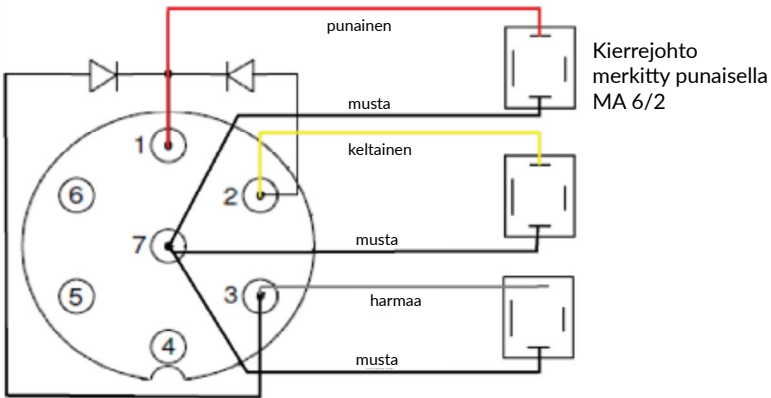 punainen
Kierrejohto
merkitty punaisella
MA 6/2
musta
1
keltainen
6
2
7
musta
5
3
harmaa
4
musta